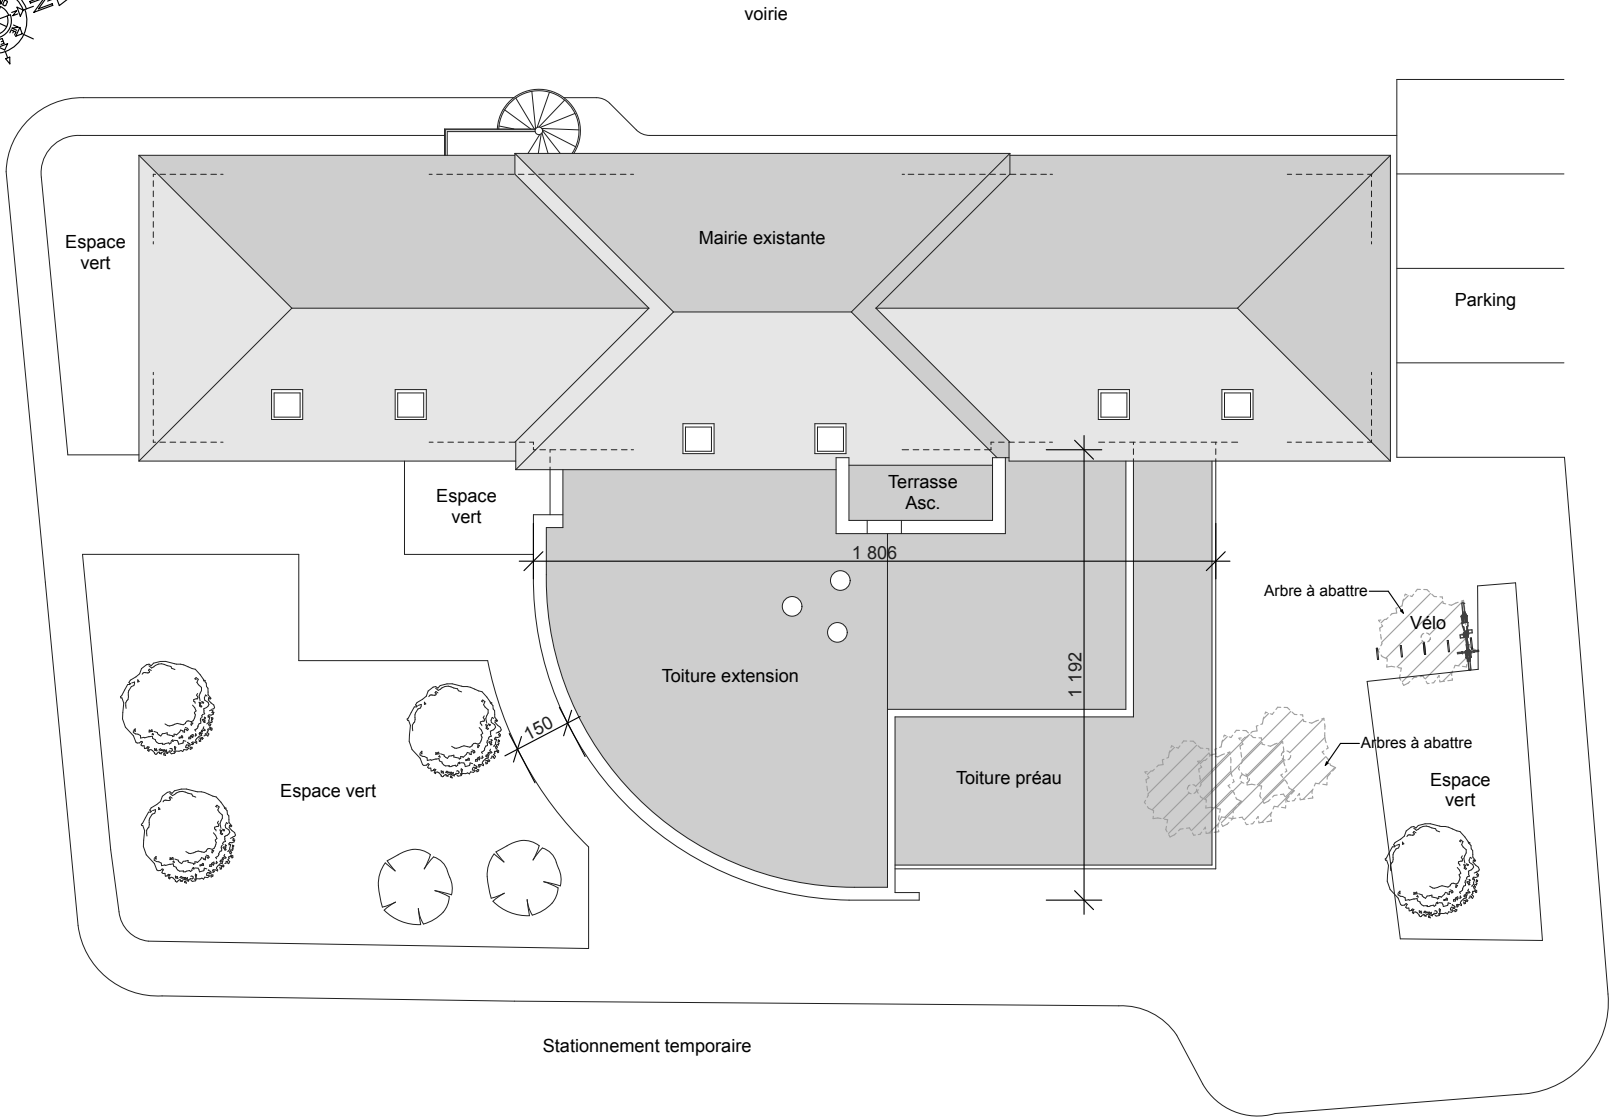 voirie
Espace
vert
Mairie existante
Parking
Espace
vert
Terrasse
Asc.
1 806
Arbre à abattre
Vélo
Toiture extension
1 192
150
Arbres à abattre
Toiture préau
Espace
vert
Espace vert
Stationnement temporaire